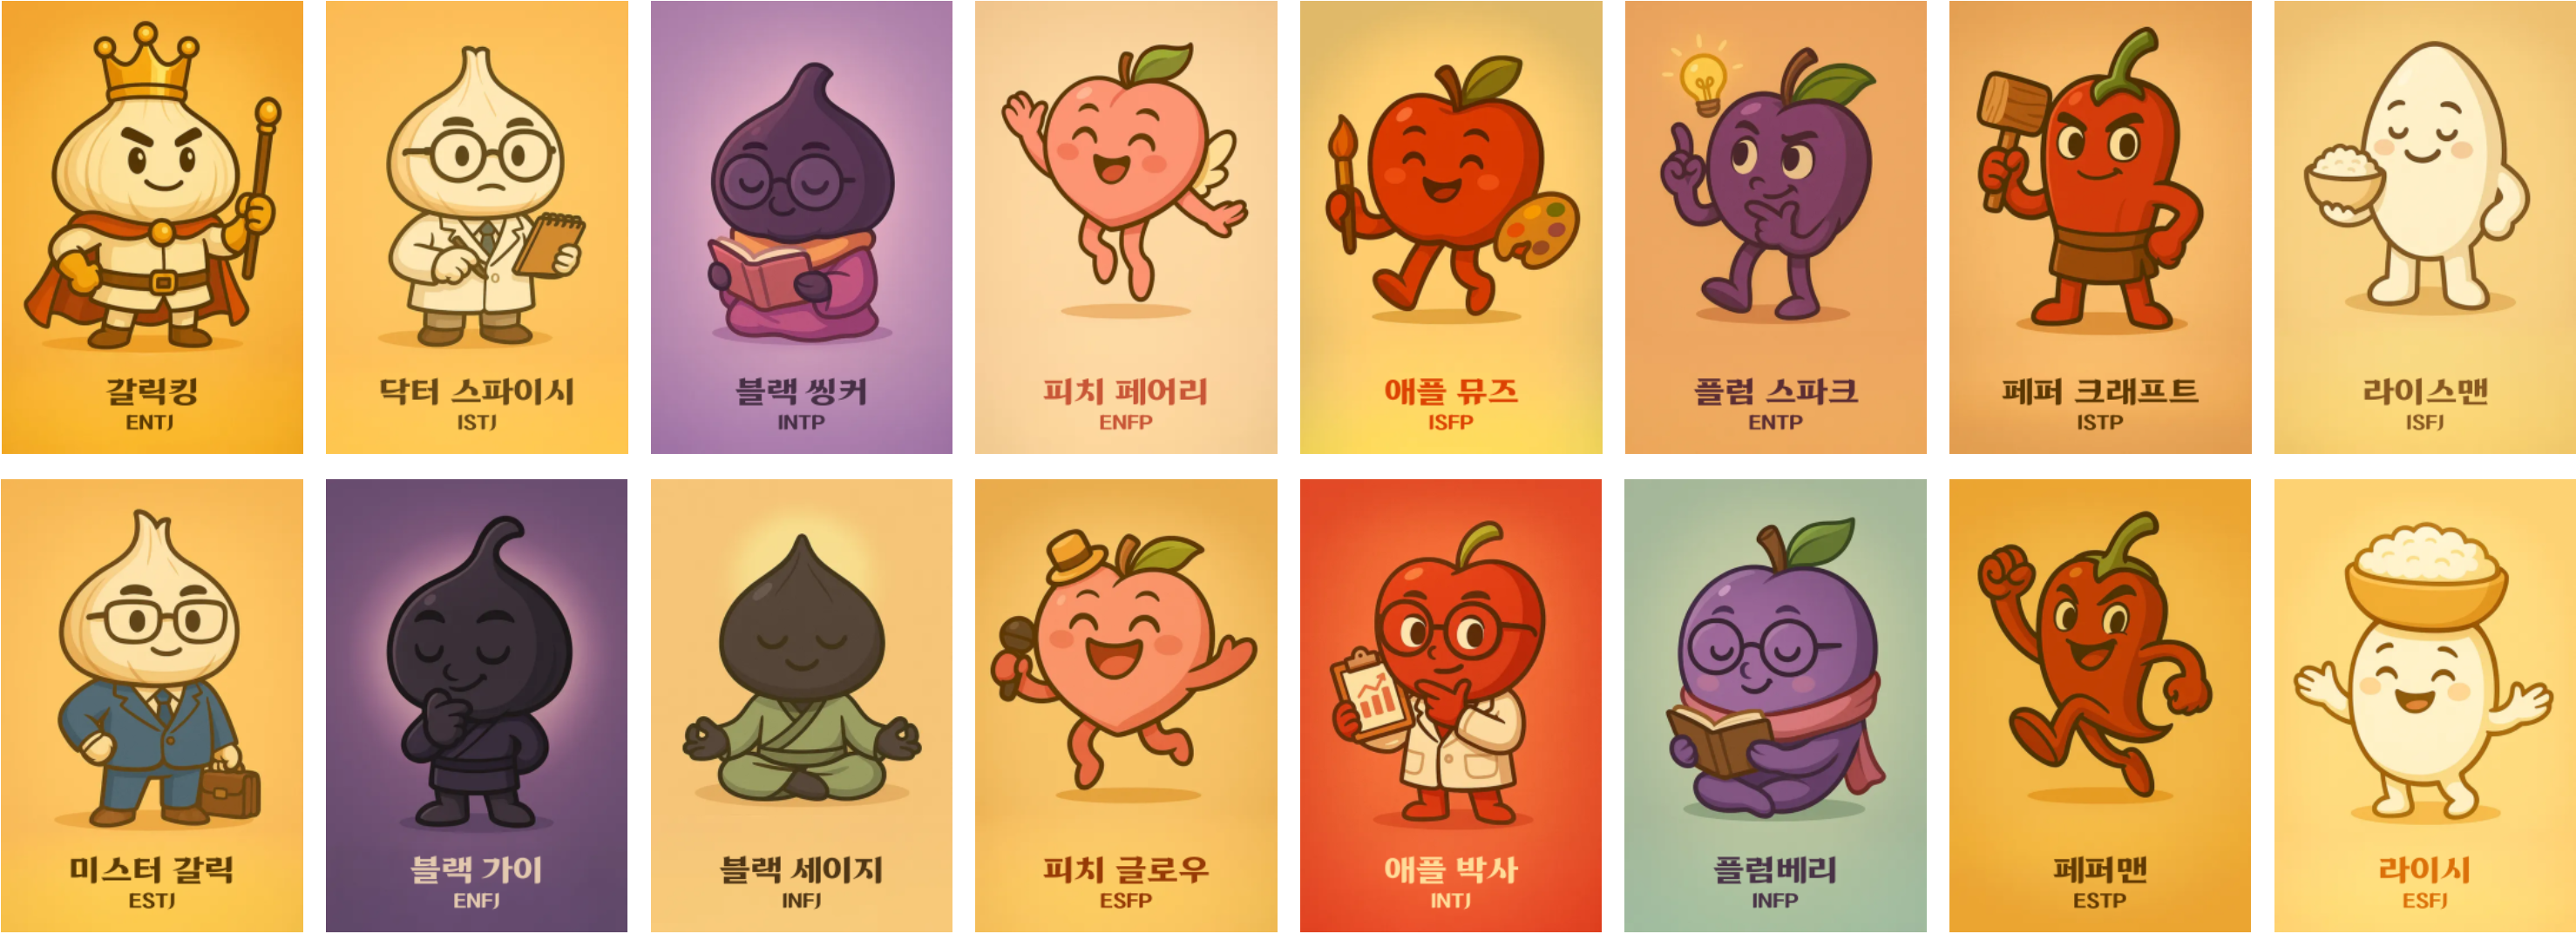 갈릭킹
ENTJ
닥터 스파이시
ISTJ
블랙 씽커
INTP
피치 페어리
ENFP
애플 뮤즈
ISFP
플럼 스파크
ENTP
페퍼 크래프트
ISTP
라이스맨
ISFJ
미스터 갈릭
ESTJ
블랙 가이
ENFJ
블랙 세이지
INFJ
피치 글로우
ESFP
애플 박사
INTJ
플럼베리
INFP
페퍼맨
ESTP
라이시
ESFJ